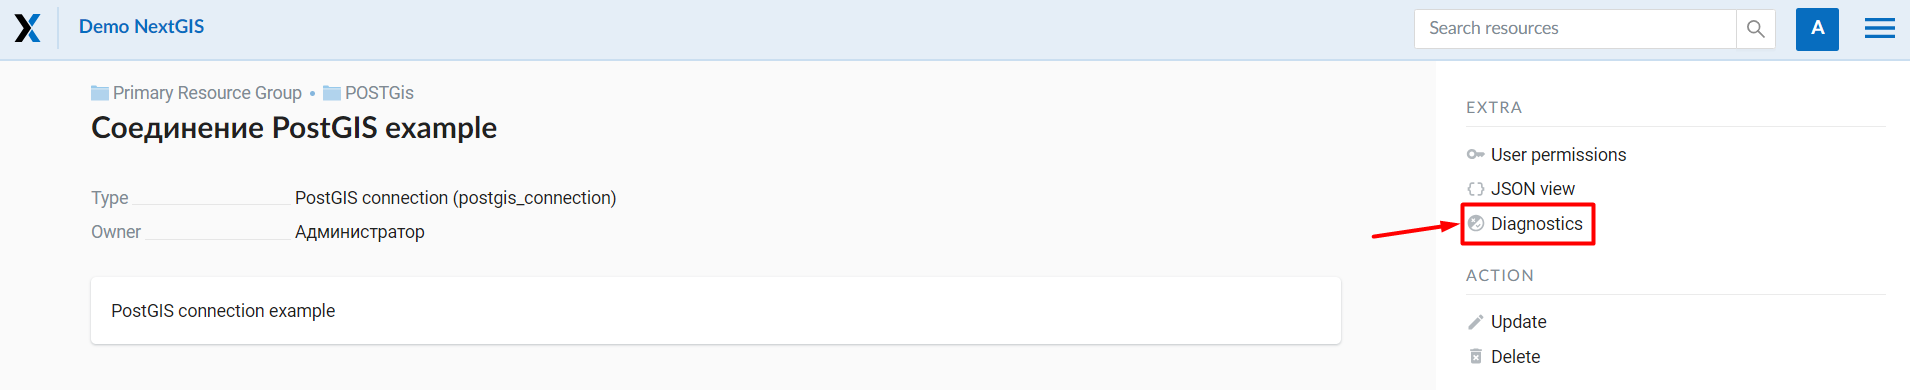 Demo NextGIS
Search resources
A
Primary Resource Group • POSTGis
Соединение PostGIS example
Type PostGIS connection (postgis_connection)
Owner Администратор
PostGIS connection example
EXTRA
User permissions
JSON view
Diagnostics
ACTION
Update
Delete